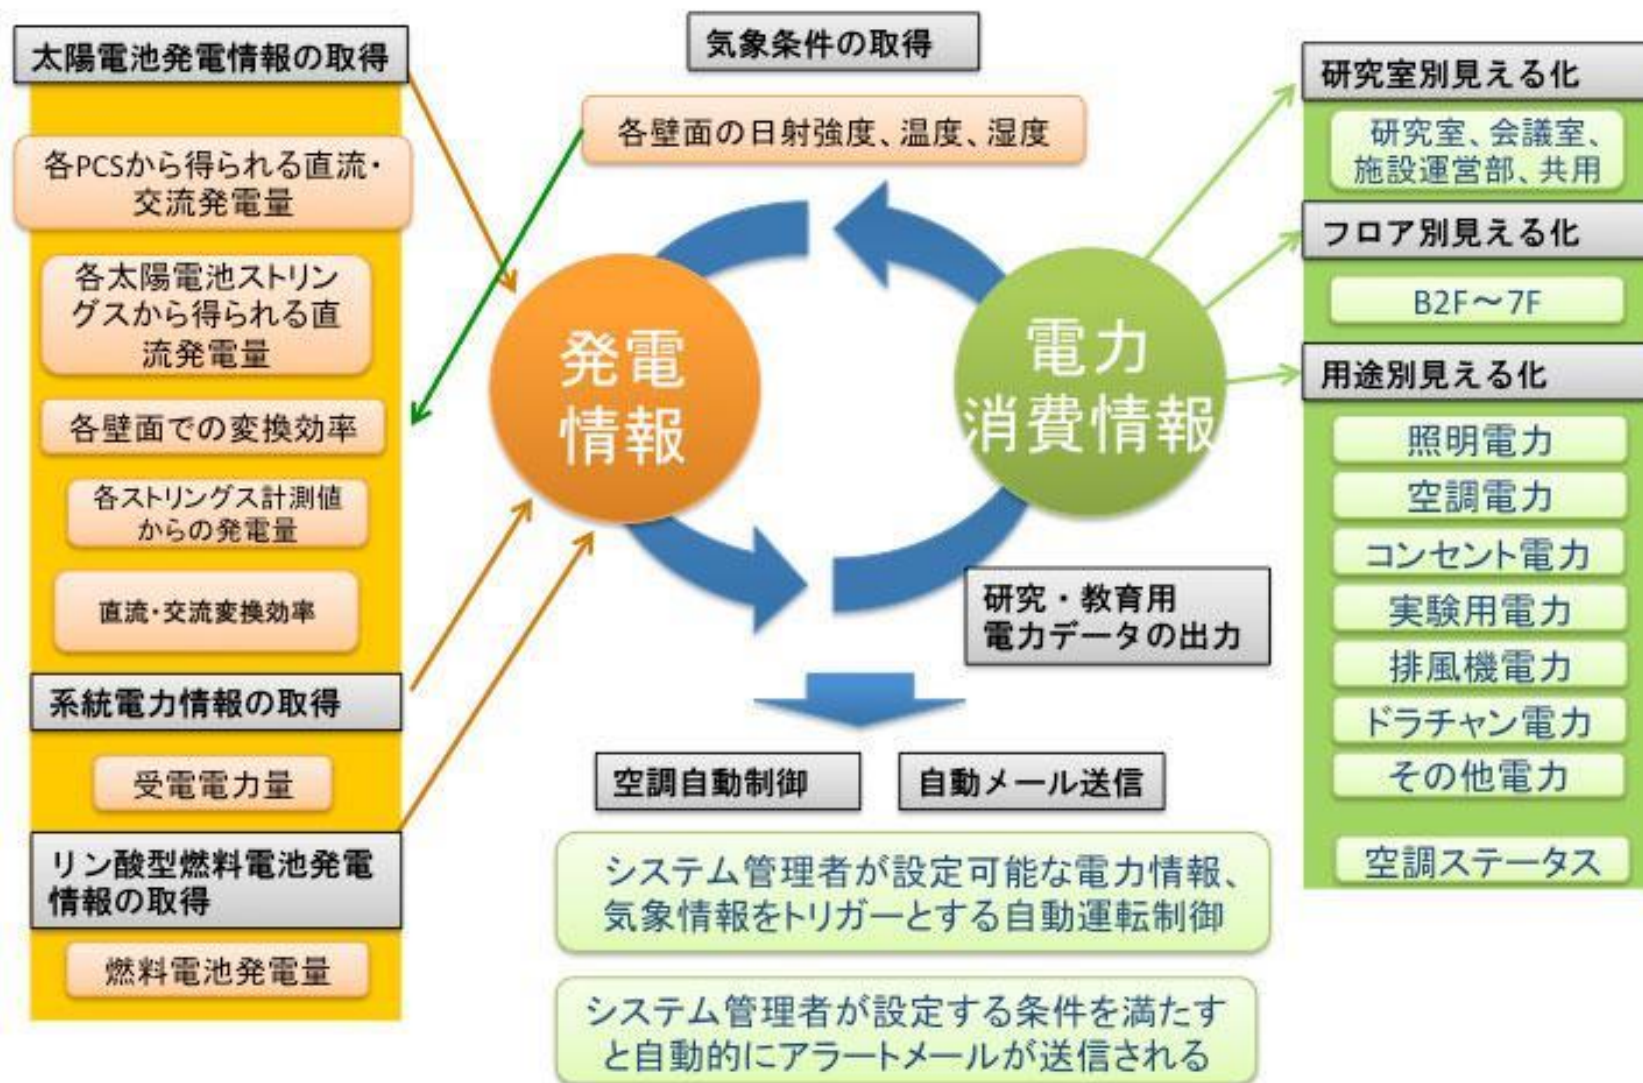 太陽電池発電情報の取得
各PCSから得られる直流・
交流発電量
各太陽電池ストリン
グスから得られる直
流発電量
各壁面での変換効率
各ストリングス計測値
からの発電量
直流・交流変換効率
系統電力情報の取得
受電電力量
リン酸型燃料電池発電
情報の取得
燃料電池発電量
気象条件の取得
各壁面の日射強度、温度、湿度
発電
情報
電力
消費情報
研究・教育用
電力データの出力
空調自動制御
自動メール送信
システム管理者が設定可能な電力情報、
気象情報をトリガーとする自動運転制御
システム管理者が設定する条件を満たす
と自動的にアラートメールが送信される
研究室別見える化
研究室、会議室、
施設運営部、共用
フロア別見える化
B2F～7F
用途別見える化
照明電力
空調電力
コンセント電力
実験用電力
排風機電力
ドラチャン電力
その他電力
空調ステータス